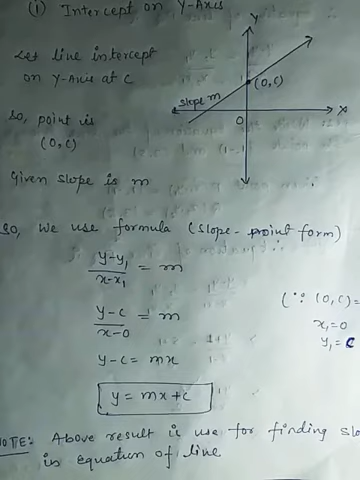 (i) Intercept on Y-Axis
Let line intercept
on Y-Axis at C
So, point is
(0,C)
Given slope is m
Y
(0,C)
slope m
X
O
So, We use formula (slope-point form)
y-y₁/x-x₁ = m
y-c/x-0 = m
(∵ (0,C)=
x₁=0
y₁=C
y-c= mx
y = mx+c
NOTE: Above result is use for finding slo
in equation of line